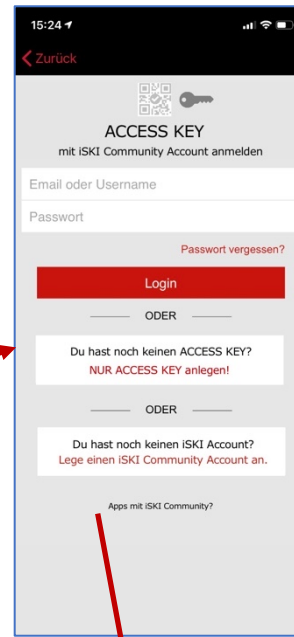 15:24
Zurück
ACCESS KEY
mit iSKI Community Account anmelden
Email oder Username
Passwort
Passwort vergessen?
Login
ODER
Du hast noch keinen ACCESS KEY?
NUR ACCESS KEY anlegen!
ODER
Du hast noch keinen iSKI Account?
Lege einen iSKI Community Account an.
Apps mit iSKI Community?